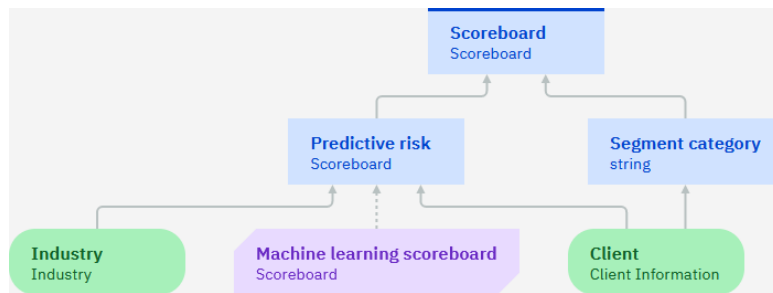 Scoreboard
Scoreboard
Predictive risk
Scoreboard
Segment category
string
Industry
Industry
Machine learning scoreboard
Scoreboard
Client
Client Information